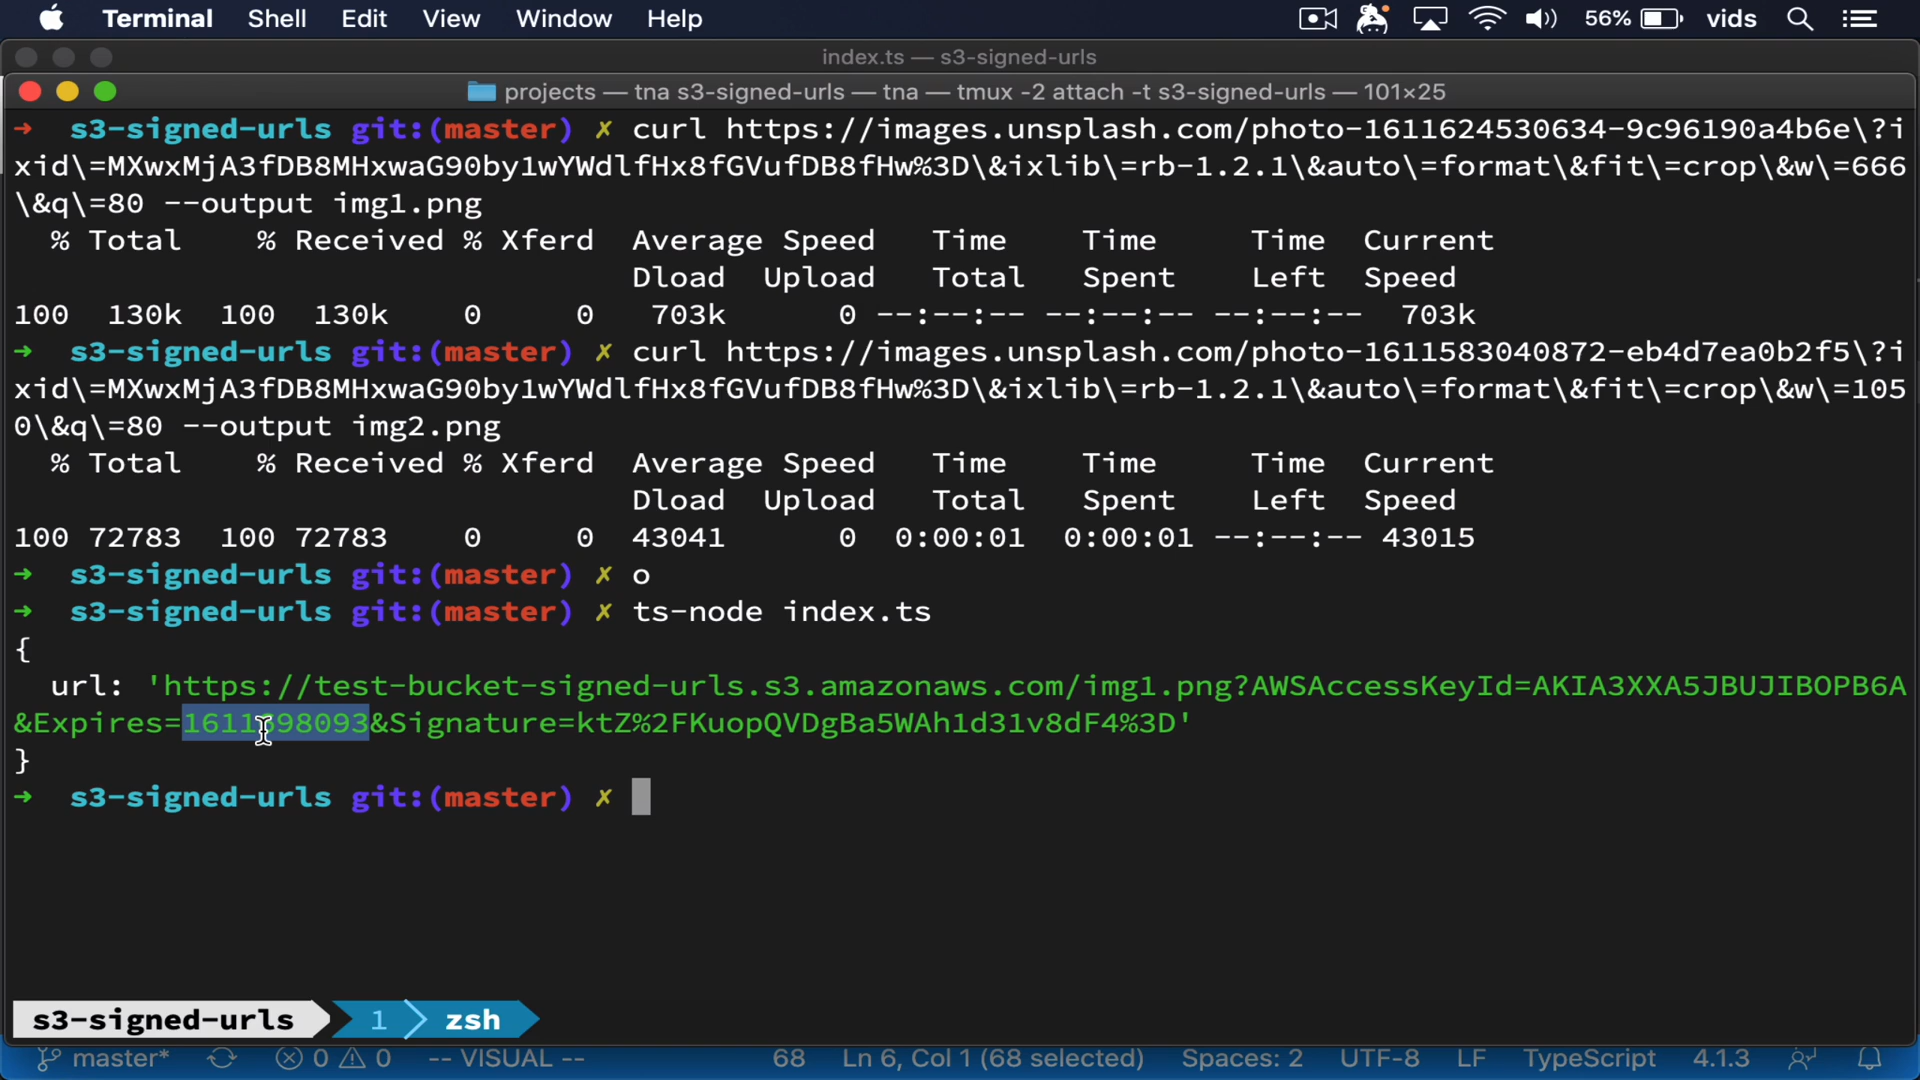 Terminal Shell Edit View Window Help 56% vids
index.ts — s3-signed-urls
projects — tna s3-signed-urls — tna — tmux -2 attach -t s3-signed-urls — 101×25
➜ s3-signed-urls git:(master) ✗ curl https://images.unsplash.com/photo-1611624530634-9c96190a4b6e\?i
xid\=MXwxMjA3fDB8MHxwaG90by1wYWdlfHx8fGVufDB8fHw%3D\&ixlib\=rb-1.2.1\&auto\=format\&fit\=crop\&w\=666
\&q\=80 --output img1.png
% Total % Received % Xferd Average Speed Time Time Time Current
Dload Upload Total Spent Left Speed
100 130k 100 130k 0 0 703k 0 --:--:-- --:--:-- --:--:-- 703k
➜ s3-signed-urls git:(master) ✗ curl https://images.unsplash.com/photo-1611583040872-eb4d7ea0b2f5\?i
xid\=MXwxMjA3fDB8MHxwaG90by1wYWdlfHx8fGVufDB8fHw%3D\&ixlib\=rb-1.2.1\&auto\=format\&fit\=crop\&w\=105
0\&q\=80 --output img2.png
% Total % Received % Xferd Average Speed Time Time Time Current
Dload Upload Total Spent Left Speed
100 72783 100 72783 0 0 43041 0 0:00:01 0:00:01 --:--:-- 43015
➜ s3-signed-urls git:(master) ✗ o
➜ s3-signed-urls git:(master) ✗ ts-node index.ts
{
url: 'https://test-bucket-signed-urls.s3.amazonaws.com/img1.png?AWSAccessKeyId=AKIA3XXA5JBUJIBOPB6A
&Expires=1611698093&Signature=ktZ%2FKuopQVDgBa5WAh1d31v8dF4%3D'
}
➜ s3-signed-urls git:(master) ✗
s3-signed-urls 1 zsh
master* 0 0 -- VISUAL -- 68 Ln 6, Col 1 (68 selected) Spaces: 2 UTF-8 LF TypeScript 4.1.3